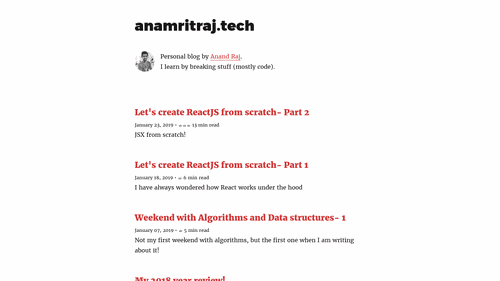 anamritraj.tech
Personal blog by Anand Raj.
I learn by breaking stuff (mostly code).
Let's create ReactJS from scratch- Part 2
January 23, 2019 • ☕☕☕ 13 min read
JSX from scratch!
Let's create ReactJS from scratch- Part 1
January 18, 2019 • ☕ 6 min read
I have always wondered how React works under the hood
Weekend with Algorithms and Data structures- 1
January 07, 2019 • ☕ 5 min read
Not my first weekend with algorithms, but the first one when I am writing
about it!
My 2018 year review!